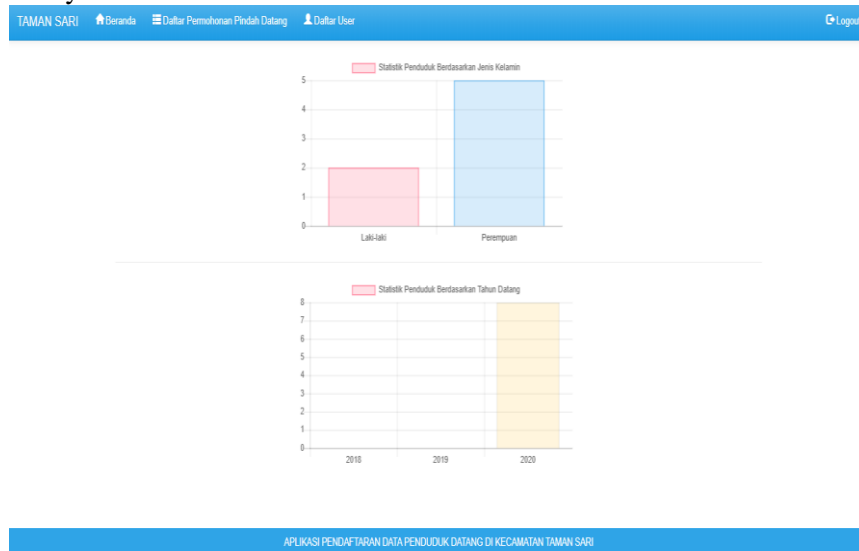 TAMAN SARI Beranda Daftar Permohonan Pindah Datang Daftar User Logout
Statistik Penduduk Berdasarkan Jenis Kelamin
5
4
3
2
1
0
Laki-laki Perempuan
Statistik Penduduk Berdasarkan Tahun Datang
8
7
6
5
4
3
2
1
0
2018 2019 2020
APLIKASI PENDAFTARAN DATA PENDUDUK DATANG DI KECAMATAN TAMAN SARI